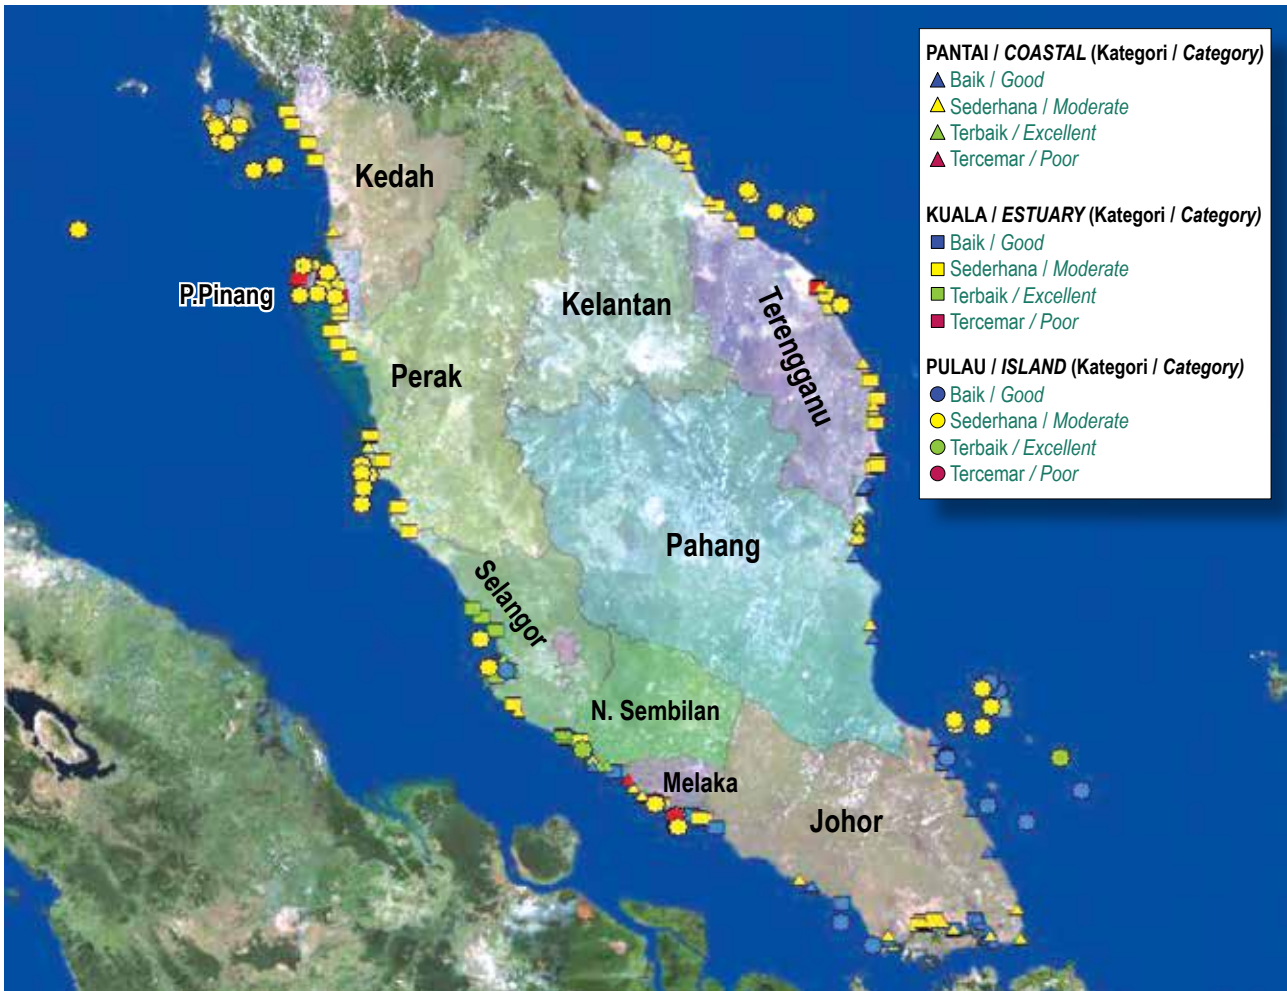 PANTAI / COASTAL (Kategori / Category)
Baik / Good
Sederhana / Moderate
Terbaik / Excellent
Tercemar / Poor
KUALA / ESTUARY (Kategori / Category)
Baik / Good
Sederhana / Moderate
Terbaik / Excellent
Tercemar / Poor
PULAU / ISLAND (Kategori / Category)
Baik / Good
Sederhana / Moderate
Terbaik / Excellent
Tercemar / Poor
Kedah
P.Pinang
Kelantan
Terengganu
Perak
Pahang
Selangor
N. Sembilan
Melaka
Johor